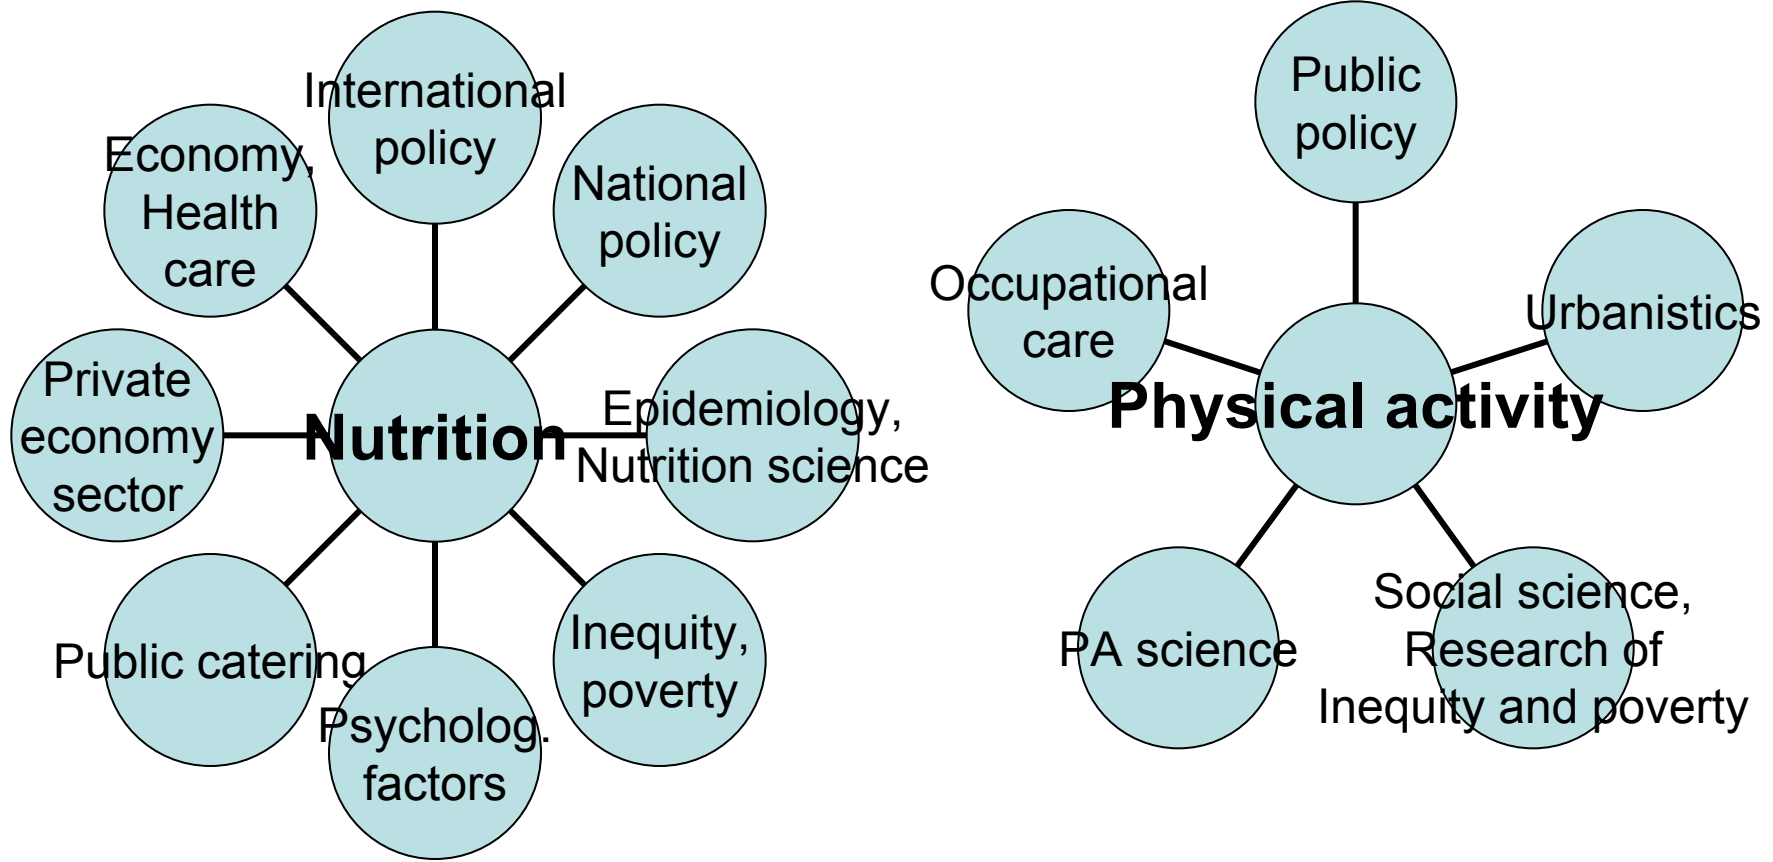 International
policy
National
policy
Epidemiology,
Nutrition science
Inequity,
poverty
Psycholog.
factors
Public catering
Private
economy
sector
Economy,
Health
care
Nutrition
Public
policy
Urbanistics
Social science,
Research of
Inequity and poverty
PA science
Occupational
care
Physical activity